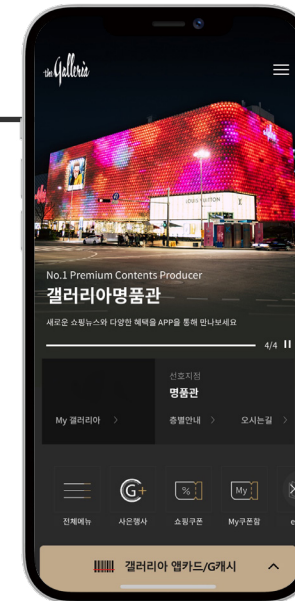 the Galleria
LOUIS VUITTON
No.1 Premium Contents Producer
갤러리아명품관
새로운 쇼핑뉴스와 다양한 혜택을 APP을 통해 만나보세요
4/4
선호지점
명품관
My 갤러리아
층별안내
오시는길
G+
%
My
전체메뉴
사은행사
쇼핑쿠폰
My쿠폰함
e
갤러리아 앱카드/G캐시